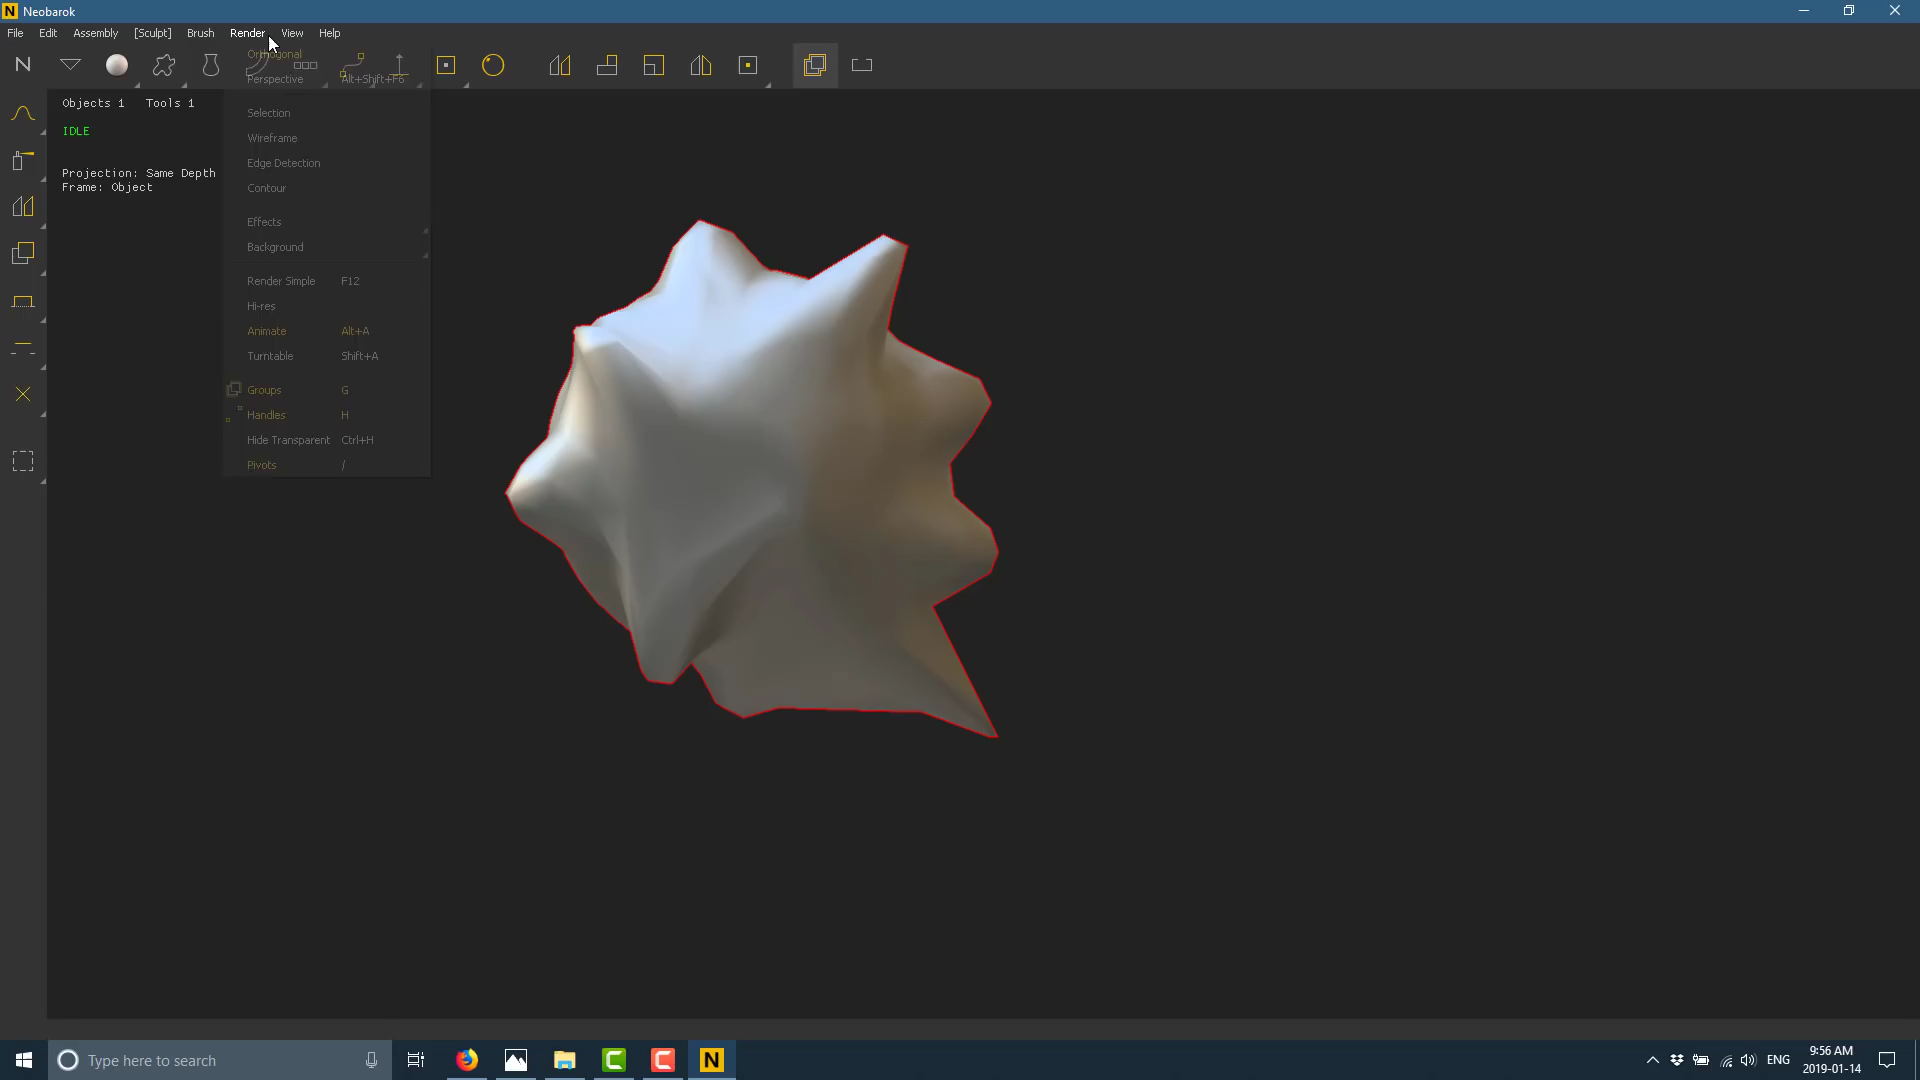 Neobarok
File Edit Assembly [Sculpt] Brush Render View Help
Orthogonal
Perspective Alt+Shift+F6
Objects 1 Tools 1
Selection
IDLE
Wireframe
Edge Detection
Projection: Same Depth
Frame: Object
Contour
Effects
Background
Render Simple F12
Hi-res
Animate Alt+A
Turntable Shift+A
Groups G
Handles H
Hide Transparent Ctrl+H
Pivots /
Type here to search
ENG
9:56 AM
2019-01-14